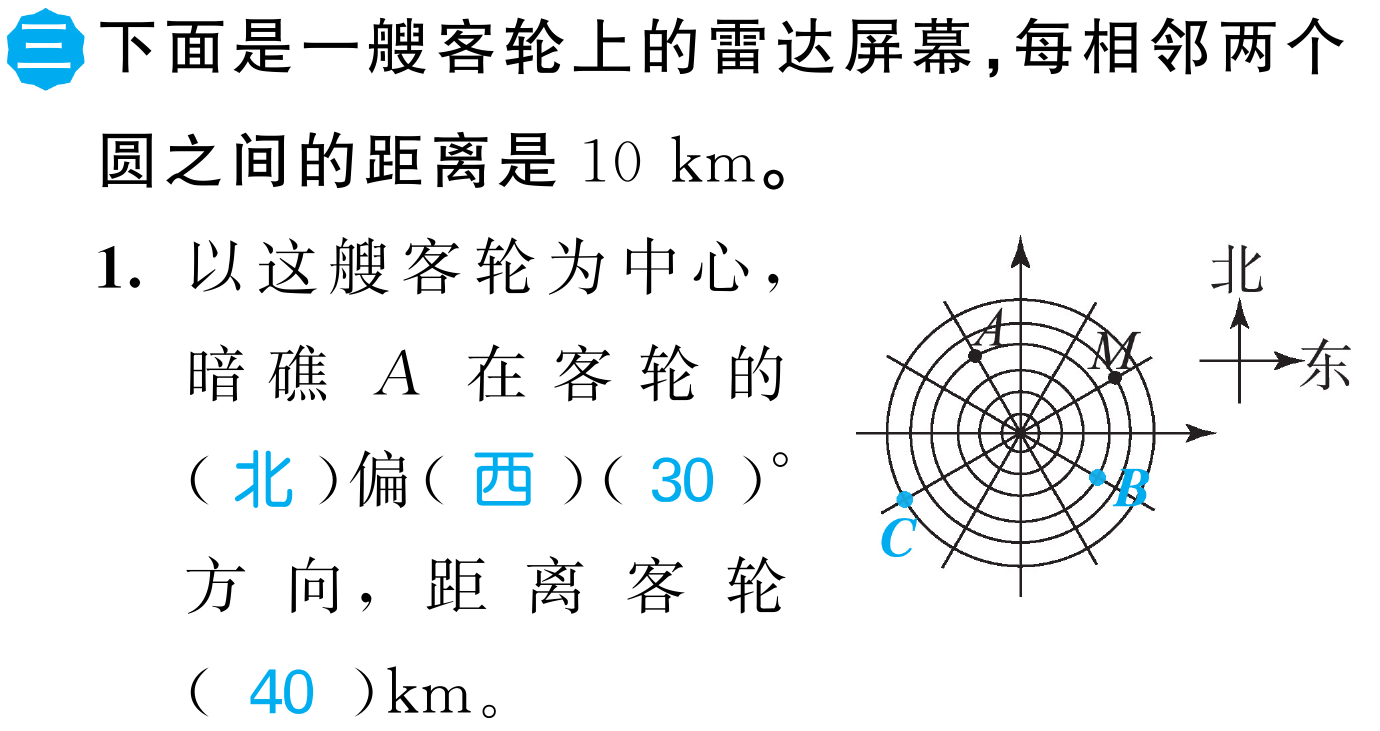 三 下面是一艘客轮上的雷达屏幕,每相邻两个
圆之间的距离是 10 km。
1. 以这艘客轮为中心,
暗礁 A 在客轮的
(北)偏(西)(30)°
方向,距离客轮
(40)km。
北
东
A
M
B
C